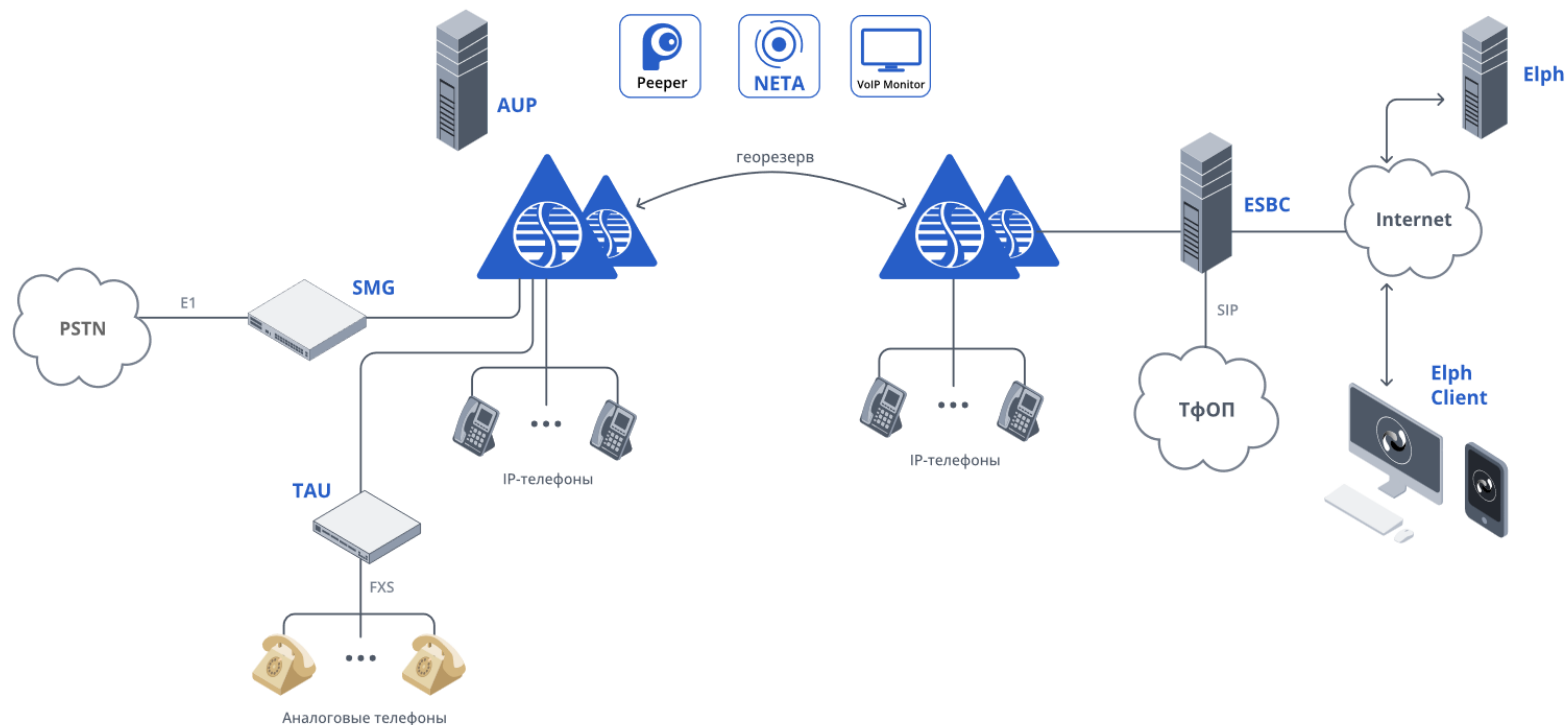 AUP
Peeper
NETA
VoIP Monitor
Elph
георезерв
ESBC
Internet
SMG
E1
PSTN
SIP
Elph
Client
ТфОП
IP-телефоны
IP-телефоны
TAU
FXS
Аналоговые телефоны